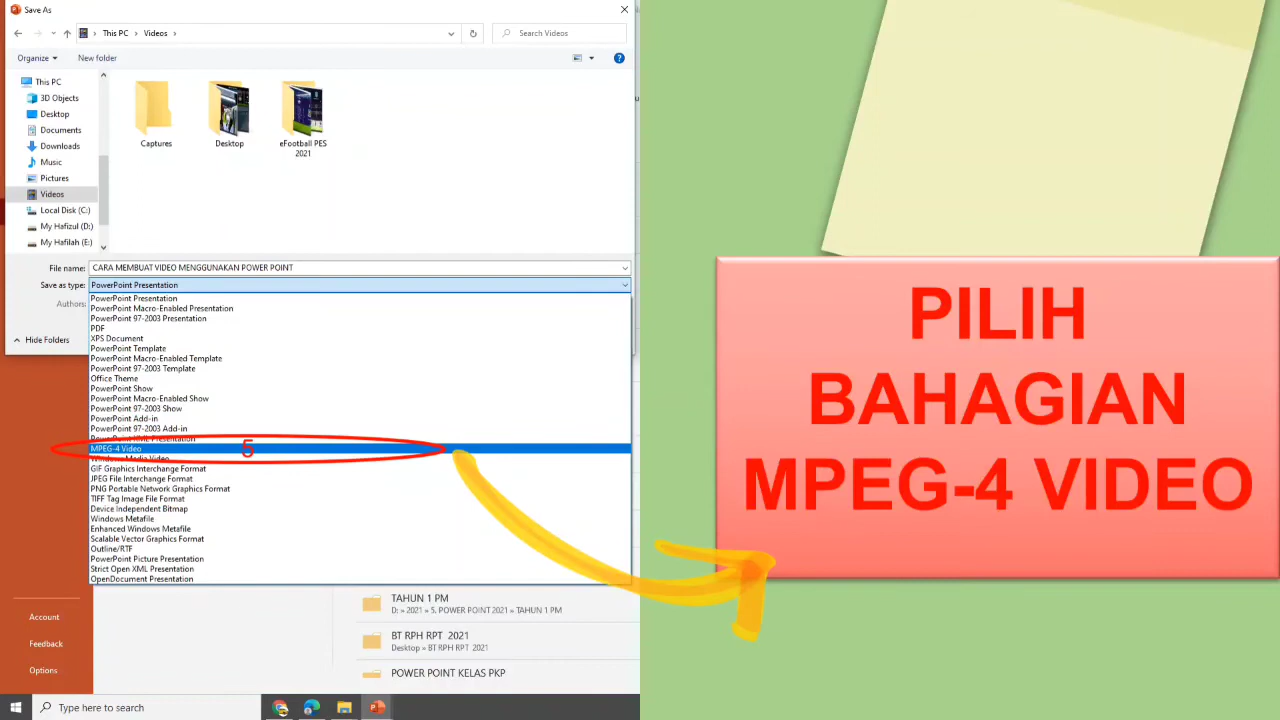 Save As
This PC
Videos
Search Videos
Organize
New folder
This PC
3D Objects
Desktop
Documents
Downloads
Music
Pictures
Videos
Local Disk (C:)
My Hafizul (D:)
My Hafilah (E:)
Captures
Desktop
eFootball PES
2021
File name:
CARA MEMBUAT VIDEO MENGGUNAKAN POWER POINT
Save as type:
PowerPoint Presentation
Authors:
Hide Folders
PowerPoint Presentation
PowerPoint Macro-Enabled Presentation
PowerPoint 97-2003 Presentation
PDF
XPS Document
PowerPoint Template
PowerPoint Macro-Enabled Template
PowerPoint 97-2003 Template
Office Theme
PowerPoint Show
PowerPoint Macro-Enabled Show
PowerPoint 97-2003 Show
PowerPoint Add-in
PowerPoint 97-2003 Add-in
PowerPoint XML Presentation
MPEG-4 Video
5
Windows Media Video
GIF Graphics Interchange Format
JPEG File Interchange Format
PNG Portable Network Graphics Format
TIFF Tag Image File Format
Device Independent Bitmap
Windows Metafile
Enhanced Windows Metafile
Scalable Vector Graphics Format
Outline/RTF
PowerPoint Picture Presentation
Strict Open XML Presentation
OpenDocument Presentation
TAHUN 1 PM
D: » 2021 » 5. POWER POINT 2021 » TAHUN 1 PM
BT RPH RPT 2021
Desktop » BT RPH RPT 2021
POWER POINT KELAS PKP
Account
Feedback
Options
Type here to search
PILIH
BAHAGIAN
MPEG-4 VIDEO